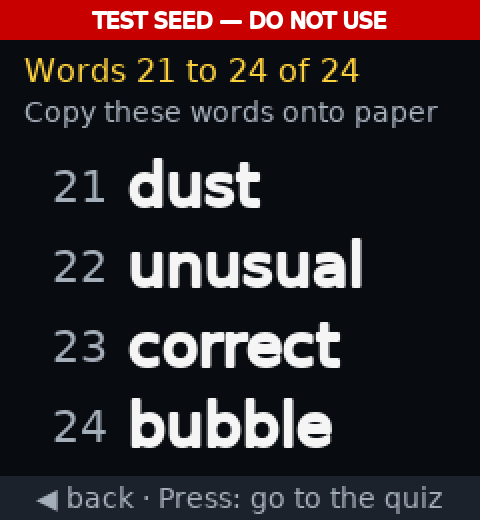 TEST SEED — DO NOT USE
Words 21 to 24 of 24
Copy these words onto paper
21 dust
22 unusual
23 correct
24 bubble
◀ back · Press: go to the quiz